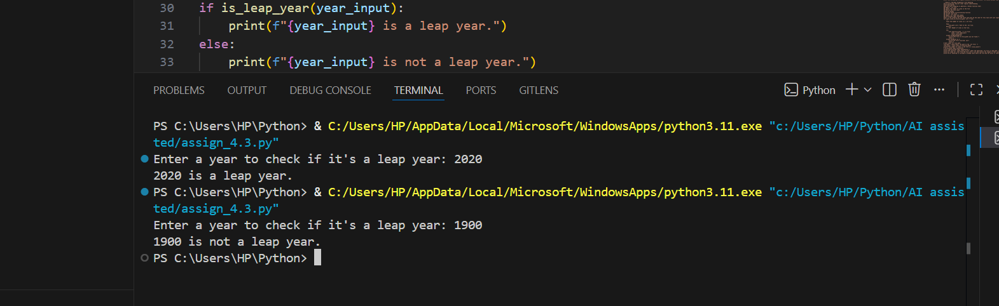 30 if is_leap_year(year_input):
31 print(f"{year_input} is a leap year.")
32 else:
33 print(f"{year_input} is not a leap year.")
PROBLEMS OUTPUT DEBUG CONSOLE TERMINAL PORTS GITLENS Python
PS C:\Users\HP\Python> & C:/Users/HP/AppData/Local/Microsoft/WindowsApps/python3.11.exe "c:/Users/HP/Python/AI assis
ted/assign_4.3.py"
Enter a year to check if it's a leap year: 2020
2020 is a leap year.
PS C:\Users\HP\Python> & C:/Users/HP/AppData/Local/Microsoft/WindowsApps/python3.11.exe "c:/Users/HP/Python/AI assis
ted/assign_4.3.py"
Enter a year to check if it's a leap year: 1900
1900 is not a leap year.
PS C:\Users\HP\Python>